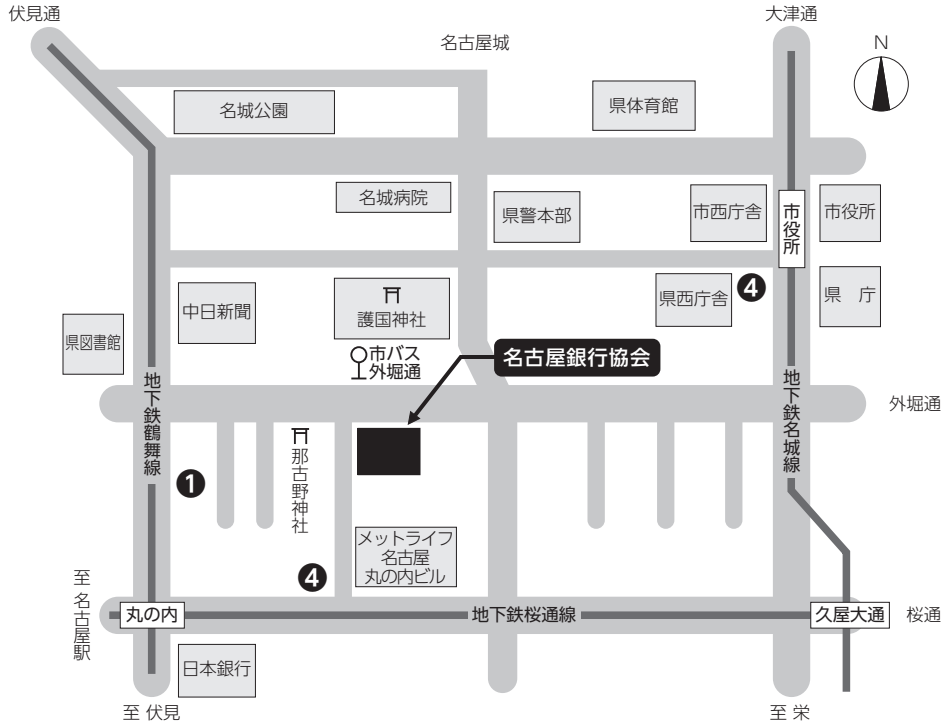 伏見通
大津通
名古屋城
N
名城公園
県体育館
名城病院
県警本部
市西庁舎
市役所
市役所
中日新聞
護国神社
県西庁舎
❹
県 庁
県図書館
市バス
外堀通
名古屋銀行協会
地下鉄鶴舞線
地下鉄名城線
外堀通
那古野神社
❶
メットライフ
名古屋
丸の内ビル
❹
至 名古屋駅
丸の内
地下鉄桜通線
久屋大通
桜通
日本銀行
至 伏見
至 栄